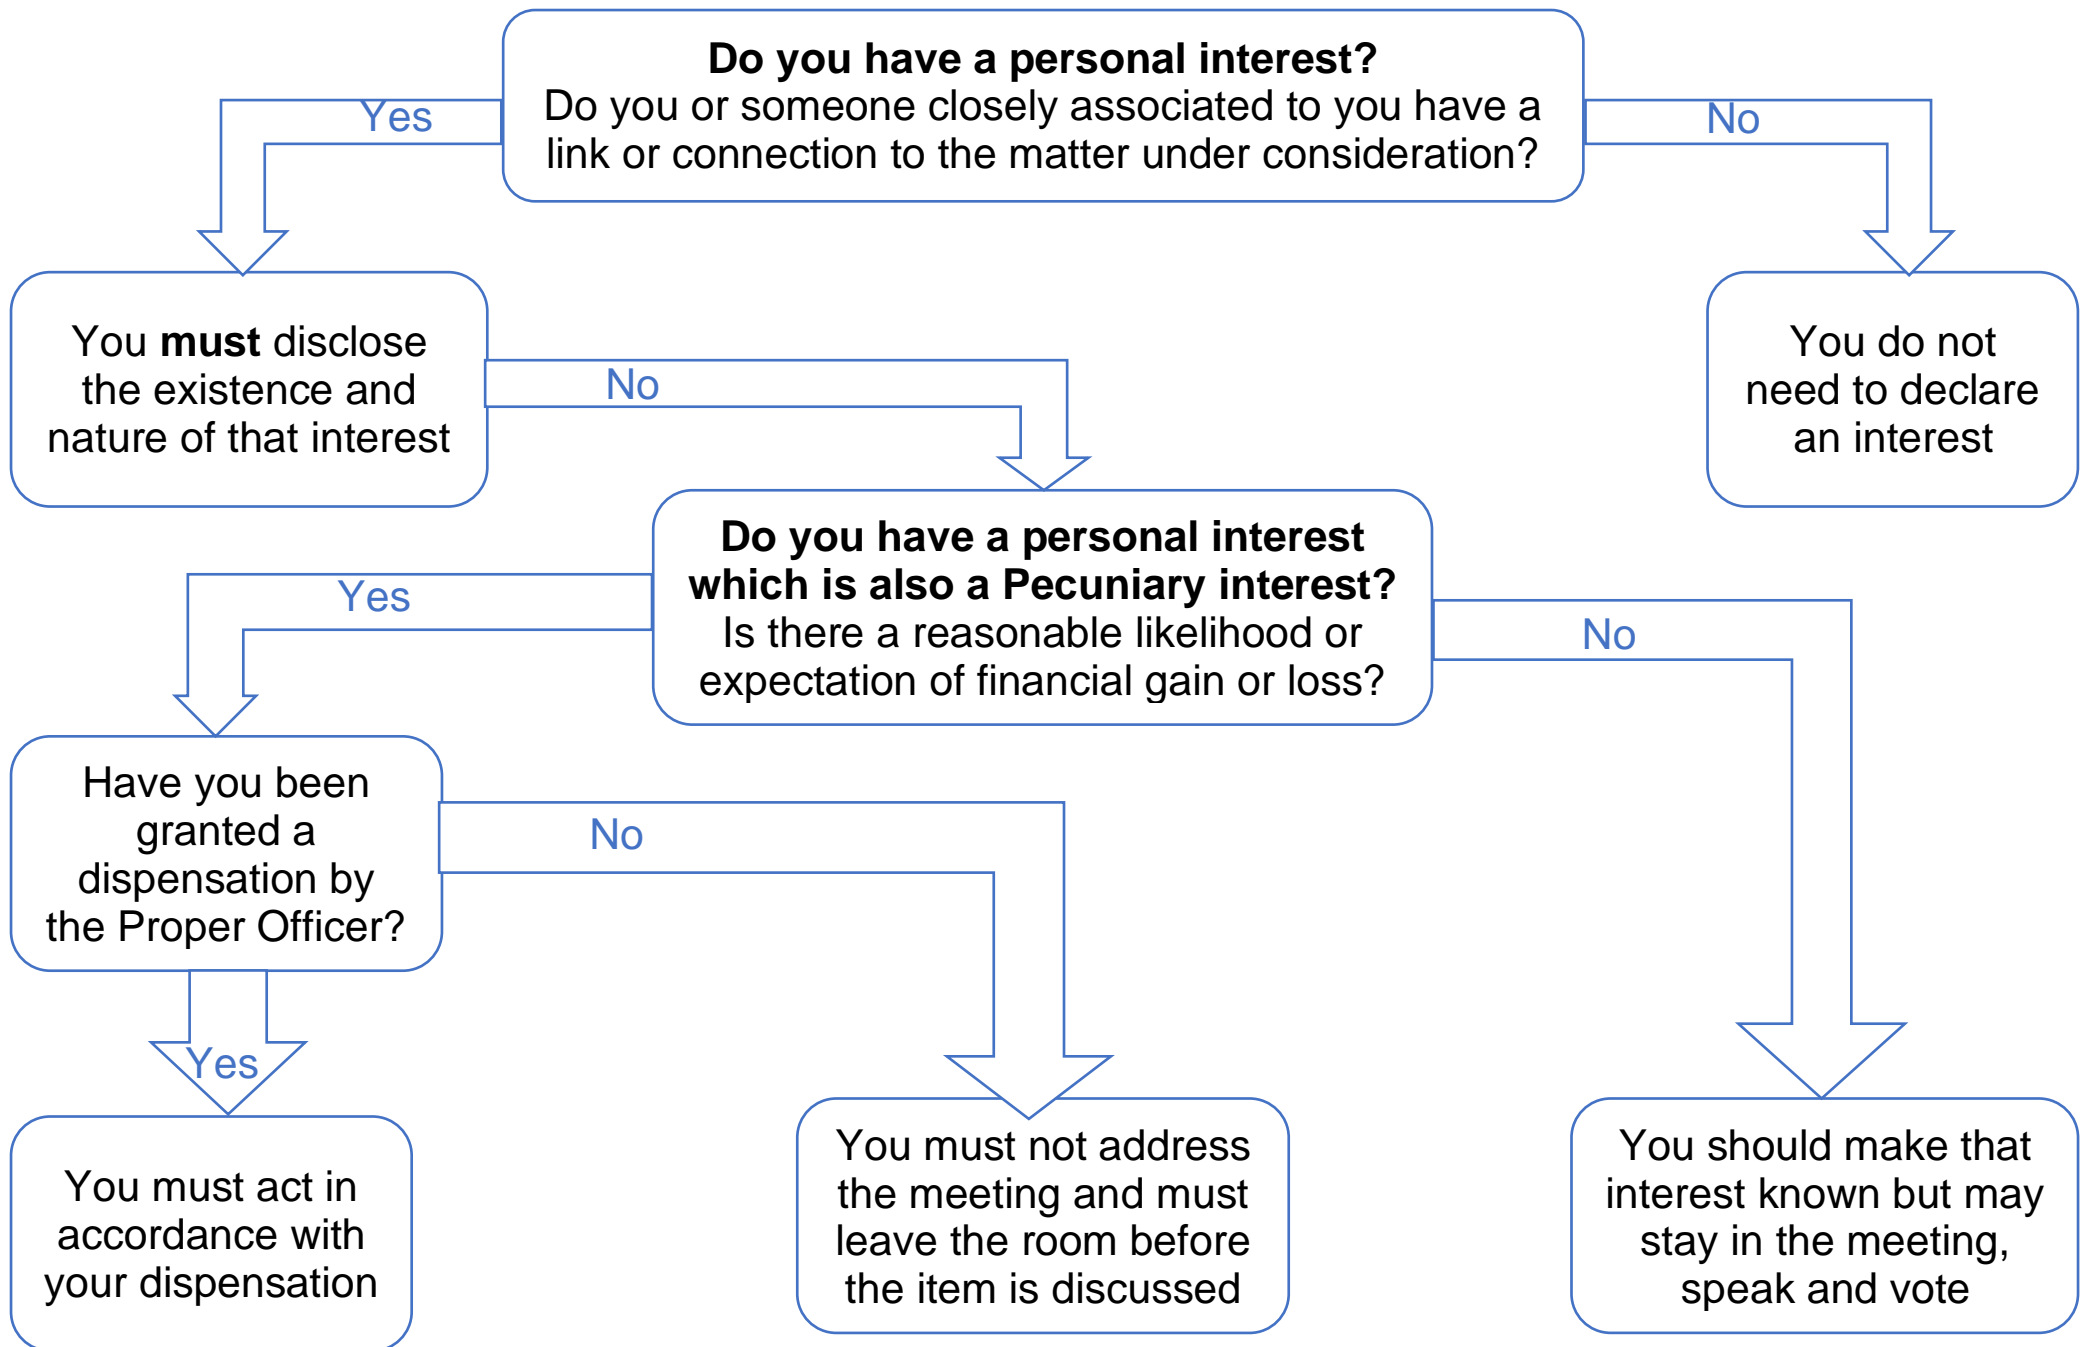 Do you have a personal interest?
Do you or someone closely associated to you have a
link or connection to the matter under consideration?
Yes
No
You must disclose
the existence and
nature of that interest
No
You do not
need to declare
an interest
Do you have a personal interest
which is also a Pecuniary interest?
Is there a reasonable likelihood or
expectation of financial gain or loss?
Yes
No
Have you been
granted a
dispensation by
the Proper Officer?
No
Yes
You must act in
accordance with
your dispensation
You must not address
the meeting and must
leave the room before
the item is discussed
You should make that
interest known but may
stay in the meeting,
speak and vote